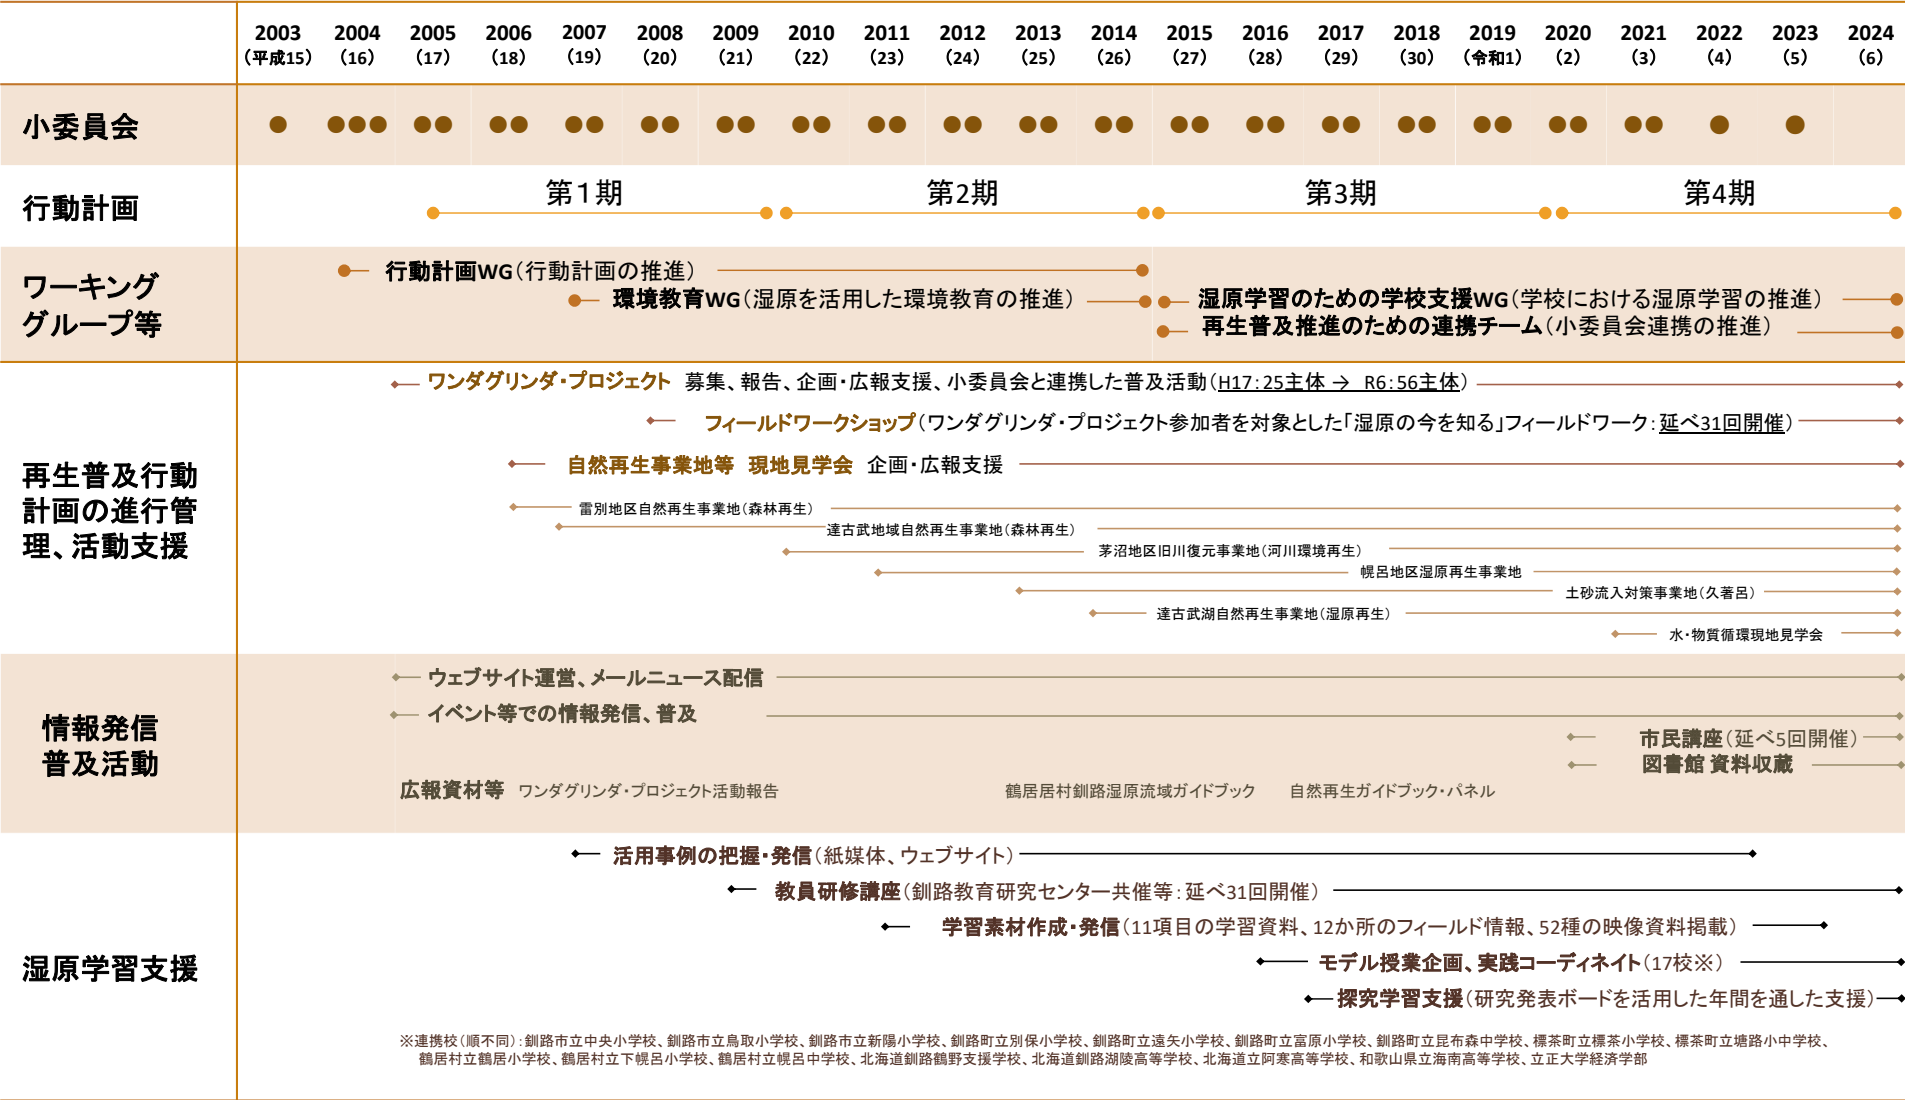 2003 2004 2005 2006 2007 2008 2009 2010 2011 2012 2013 2014 2015 2016 2017 2018 2019 2020 2021 2022 2023 2024
（平成15） （16） （17） （18） （19） （20） （21） （22） （23） （24） （25） （26） （27） （28） （29） （30） （令和1） （2） （3） （4） （5） （6）
小委員会
行動計画
第１期 第2期 第3期 第4期
ワーキング
グループ等
行動計画WG（行動計画の推進）
環境教育WG（湿原を活用した環境教育の推進）
湿原学習のための学校支援WG（学校における湿原学習の推進）
再生普及推進のための連携チーム（小委員会連携の推進）
再生普及行動
計画の進行管
理、活動支援
ワンダグリンダ・プロジェクト 募集、報告、企画・広報支援、小委員会と連携した普及活動（H17：25主体 → R6：56主体）
フィールドワークショップ（ワンダグリンダ・プロジェクト参加者を対象とした「湿原の今を知る」フィールドワーク：延べ31回開催）
自然再生事業地等 現地見学会 企画・広報支援
雷別地区自然再生事業地（森林再生）
達古武地域自然再生事業地（森林再生）
茅沼地区旧川復元事業地（河川環境再生）
幌呂地区湿原再生事業地
土砂流入対策事業地（久著呂）
達古武湖自然再生事業地（湿原再生）
水・物質循環現地見学会
情報発信
普及活動
ウェブサイト運営、メールニュース配信
イベント等での情報発信、普及
市民講座（延べ5回開催）
図書館 資料収蔵
広報資材等 ワンダグリンダ・プロジェクト活動報告 鶴居居村釧路湿原流域ガイドブック 自然再生ガイドブック・パネル
湿原学習支援
活用事例の把握・発信（紙媒体、ウェブサイト）
教員研修講座（釧路教育研究センター共催等：延べ31回開催）
学習素材作成・発信（11項目の学習資料、12か所のフィールド情報、52種の映像資料掲載）
モデル授業企画、実践コーディネイト（17校※）
探究学習支援（研究発表ボードを活用した年間を通した支援）
※連携校（順不同）：釧路市立中央小学校、釧路市立鳥取小学校、釧路市立新陽小学校、釧路町立別保小学校、釧路町立遠矢小学校、釧路町立富原小学校、釧路町立昆布森中学校、標茶町立標茶小学校、標茶町立塘路小中学校、
鶴居村立鶴居小学校、鶴居村立下幌呂小学校、鶴居村立幌呂中学校、北海道釧路鶴野支援学校、北海道釧路湖陵高等学校、北海道立阿寒高等学校、和歌山県立海南高等学校、立正大学経済学部